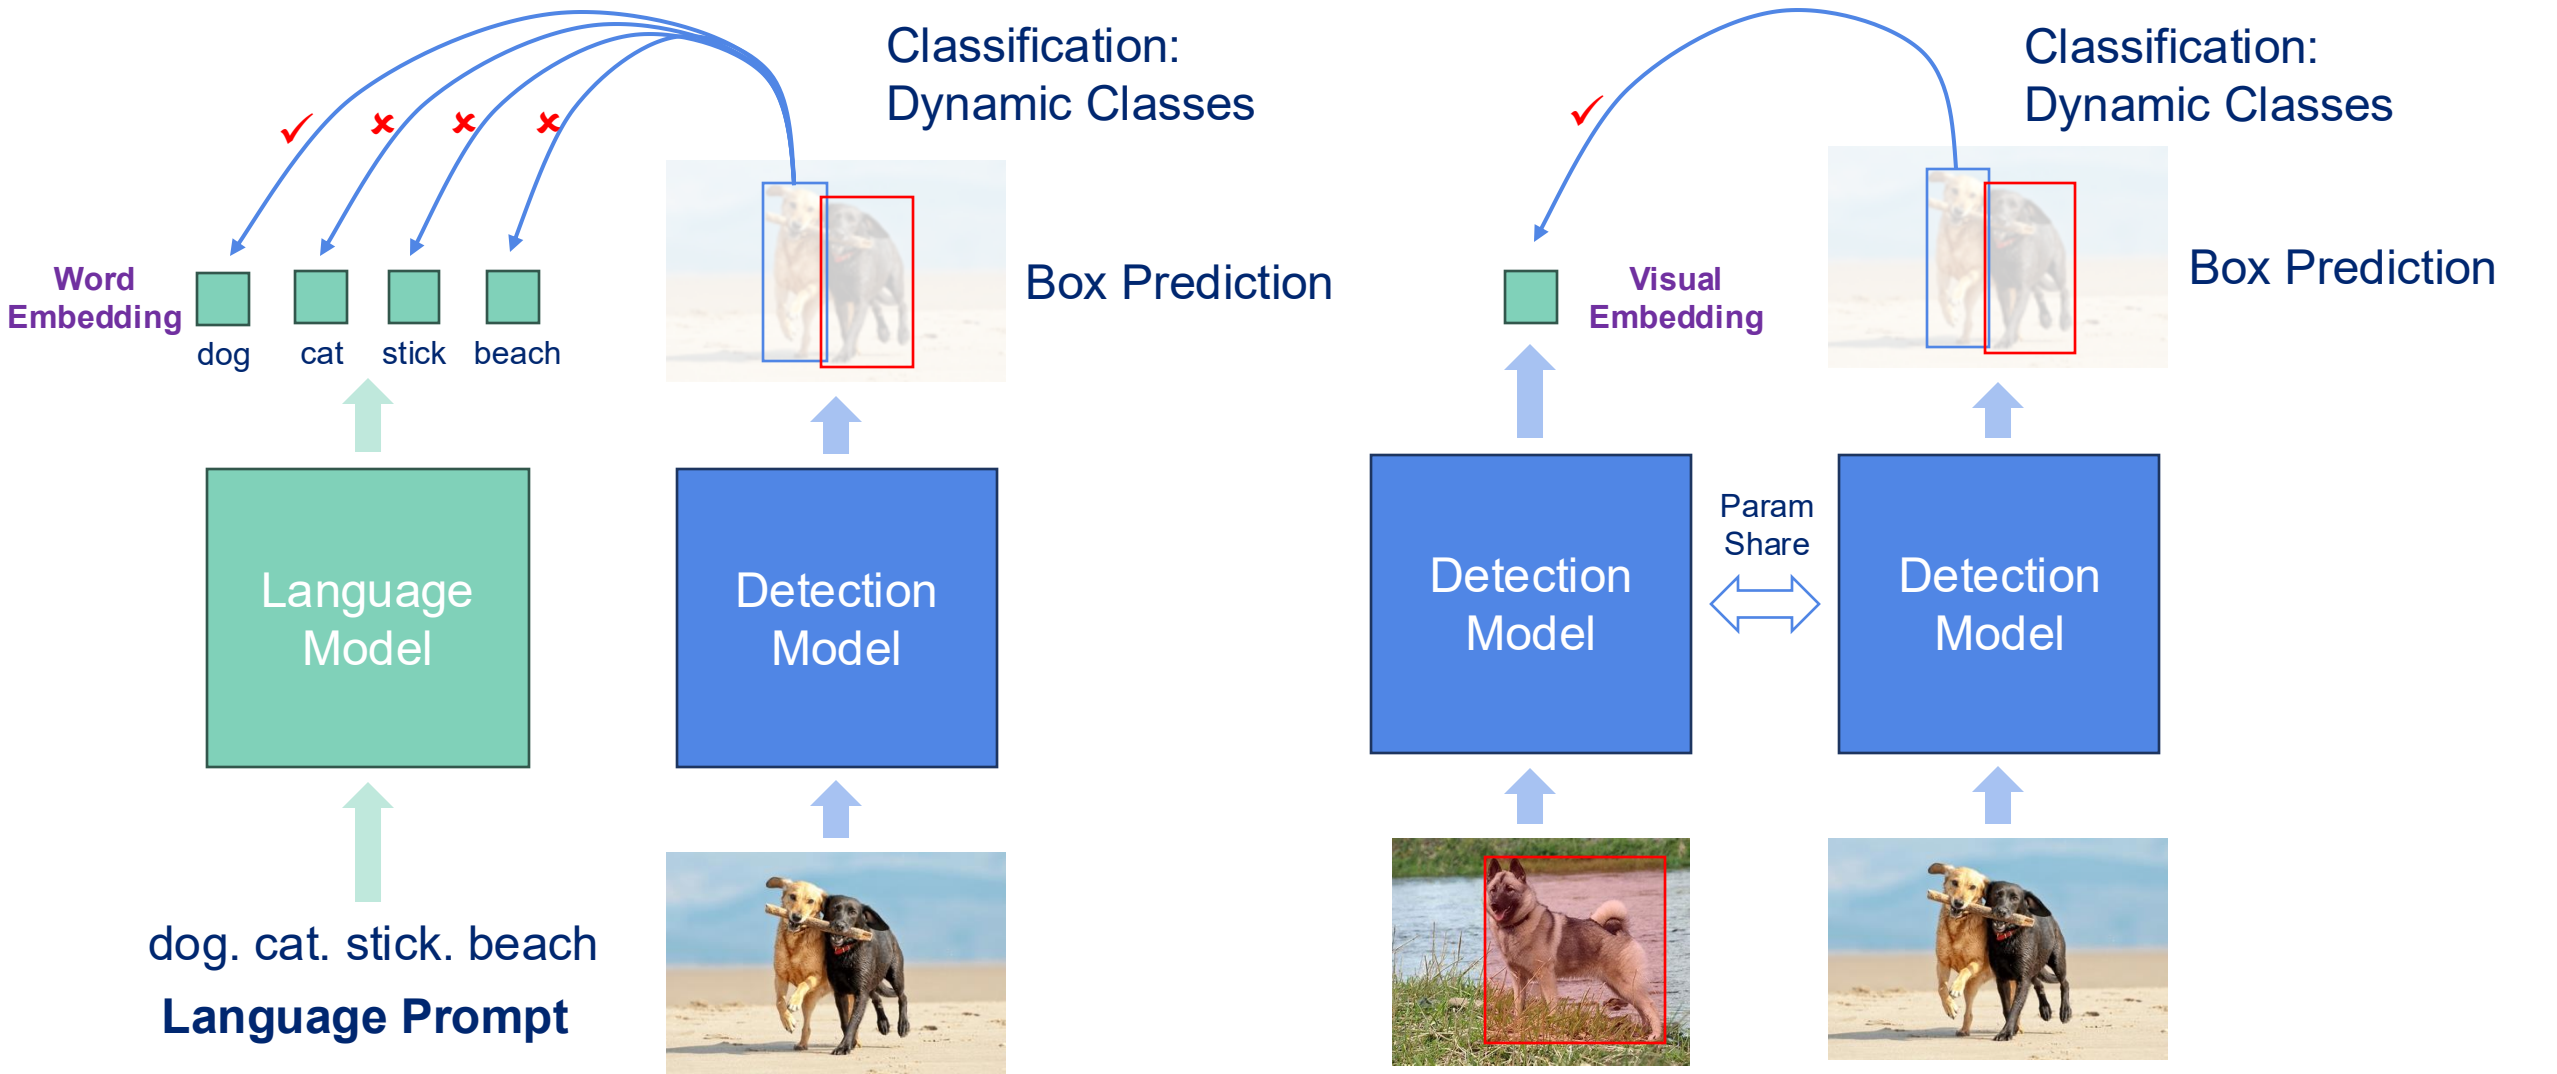 Classification:
Dynamic Classes
Word
Embedding
dog
cat
stick
beach
Box Prediction
Language
Model
Detection
Model
dog. cat. stick. beach
Language Prompt
Classification:
Dynamic Classes
Visual
Embedding
Box Prediction
Detection
Model
Param
Share
Detection
Model